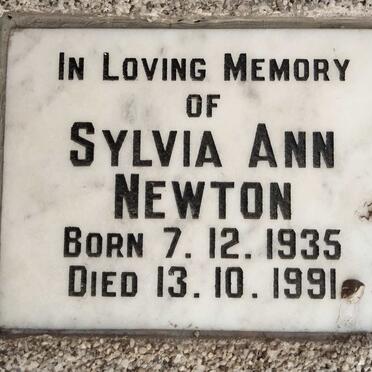 In Loving Memory
of
Sylvia Ann
Newton
Born 7. 12. 1935
Died 13. 10. 1991